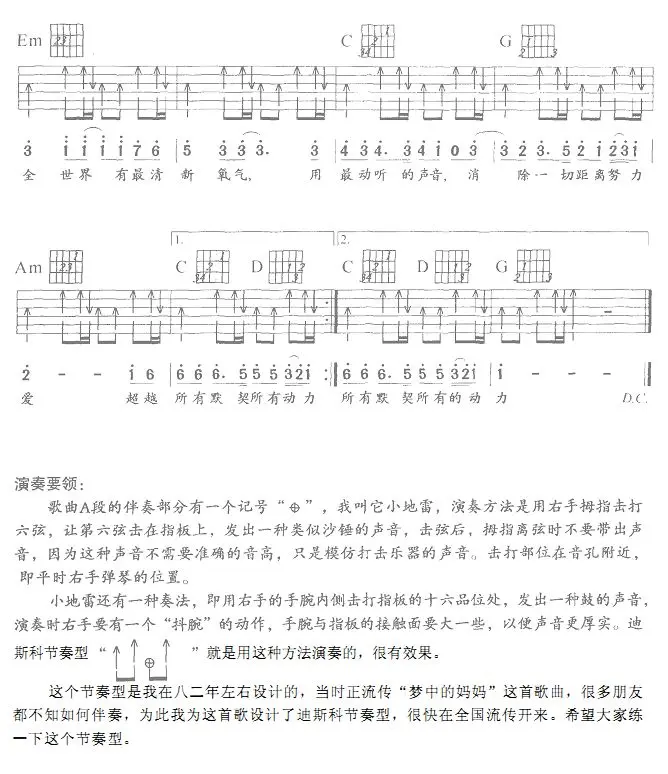 Em C G
3 i i i i 7 6 5 3 3 3. 3 4 3 4. 3 4 i 0 3 3 2 3. 5 2 i 2 3 i
全 世界 有最清 新 氧气， 用 最动听 的声音，消 除一 切距离努力
1. 2.
Am C D C D G
2 - - i 6 6 6 6. 5 5 5 3 2 i 6 6 6. 5 5 5 3 2 i i - - -
爱 超越 所有默 契所有动力 所有默 契所有的动 力 D.C.
演奏要领：
歌曲A段的伴奏部分有一个记号“⊕”，我叫它小地雷，演奏方法是用右手拇指击打
六弦，让第六弦击在指板上，发出一种类似沙锤的声音，击弦后，拇指离弦时不要带出声
音，因为这种声音不需要准确的音高，只是模仿打击乐器的声音。击打部位在音孔附近，
即平时右手弹琴的位置。
小地雷还有一种奏法，即用右手的手腕内侧击打指板的十六品位处，发出一种鼓的声音，
演奏时右手要有一个“抖腕”的动作，手腕与指板的接触面要大一些，以便声音更厚实。迪
斯科节奏型“ ⊕ ”就是用这种方法演奏的，很有效果。
这个节奏型是我在八二年左右设计的，当时正流传“梦中的妈妈”这首歌曲，很多朋友
都不知如何伴奏，为此我为这首歌设计了迪斯科节奏型，很快在全国流传开来。希望大家练
一下这个节奏型。